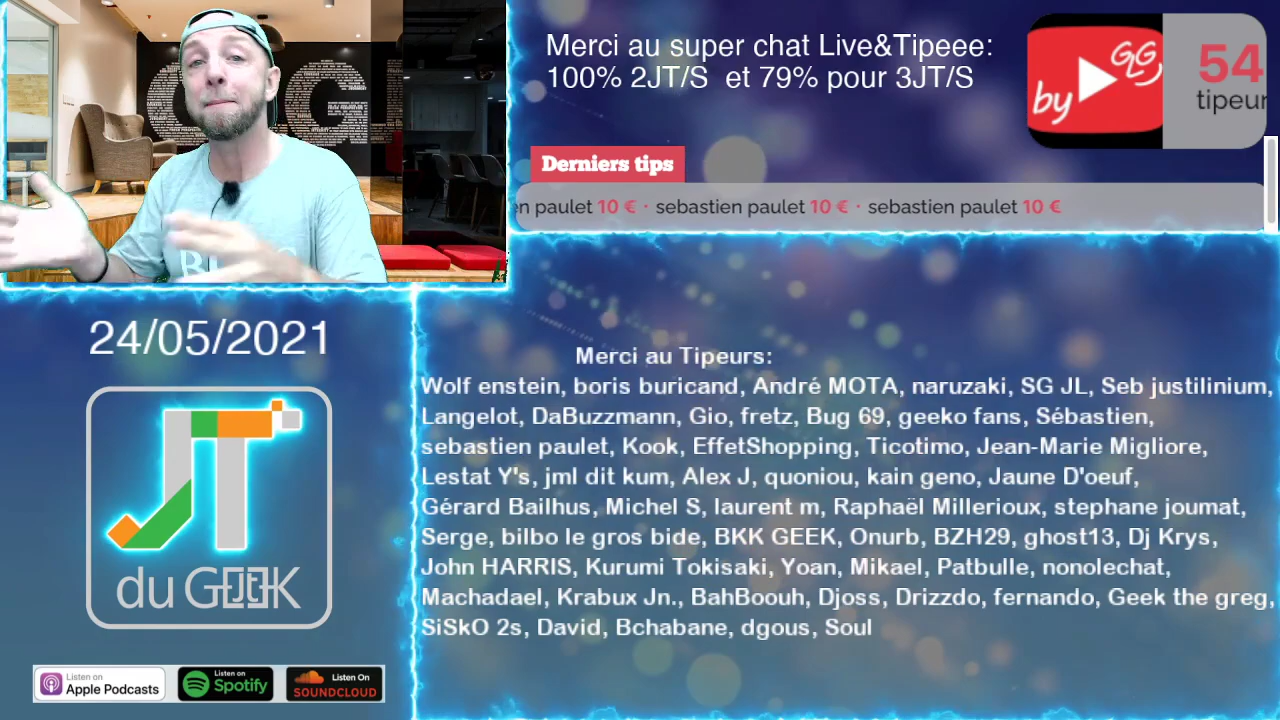 Merci au super chat Live&Tipeee:
100% 2JT/S et 79% pour 3JT/S
by GLG
54
tipeur
Derniers tips
en paulet 10 € · sebastien paulet 10 € · sebastien paulet 10 €
24/05/2021
JT
du GEEK
Listen on
Apple Podcasts
Listen on
Spotify
Listen On
SOUNDCLOUD
Merci au Tipeurs:
Wolf enstein, boris buricand, André MOTA, naruzaki, SG JL, Seb justilinium,
Langelot, DaBuzzmann, Gio, fretz, Bug 69, geeko fans, Sébastien,
sebastien paulet, Kook, EffetShopping, Ticotimo, Jean-Marie Migliore,
Lestat Y's, jml dit kum, Alex J, quoniou, kain geno, Jaune D'oeuf,
Gérard Bailhus, Michel S, laurent m, Raphaël Millerioux, stephane joumat,
Serge, bilbo le gros bide, BKK GEEK, Onurb, BZH29, ghost13, Dj Krys,
John HARRIS, Kurumi Tokisaki, Yoan, Mikael, Patbulle, nonolechat,
Machadael, Krabux Jn., BahBoouh, Djoss, Drizzdo, fernando, Geek the greg,
SiSkO 2s, David, Bchabane, dgous, Soul